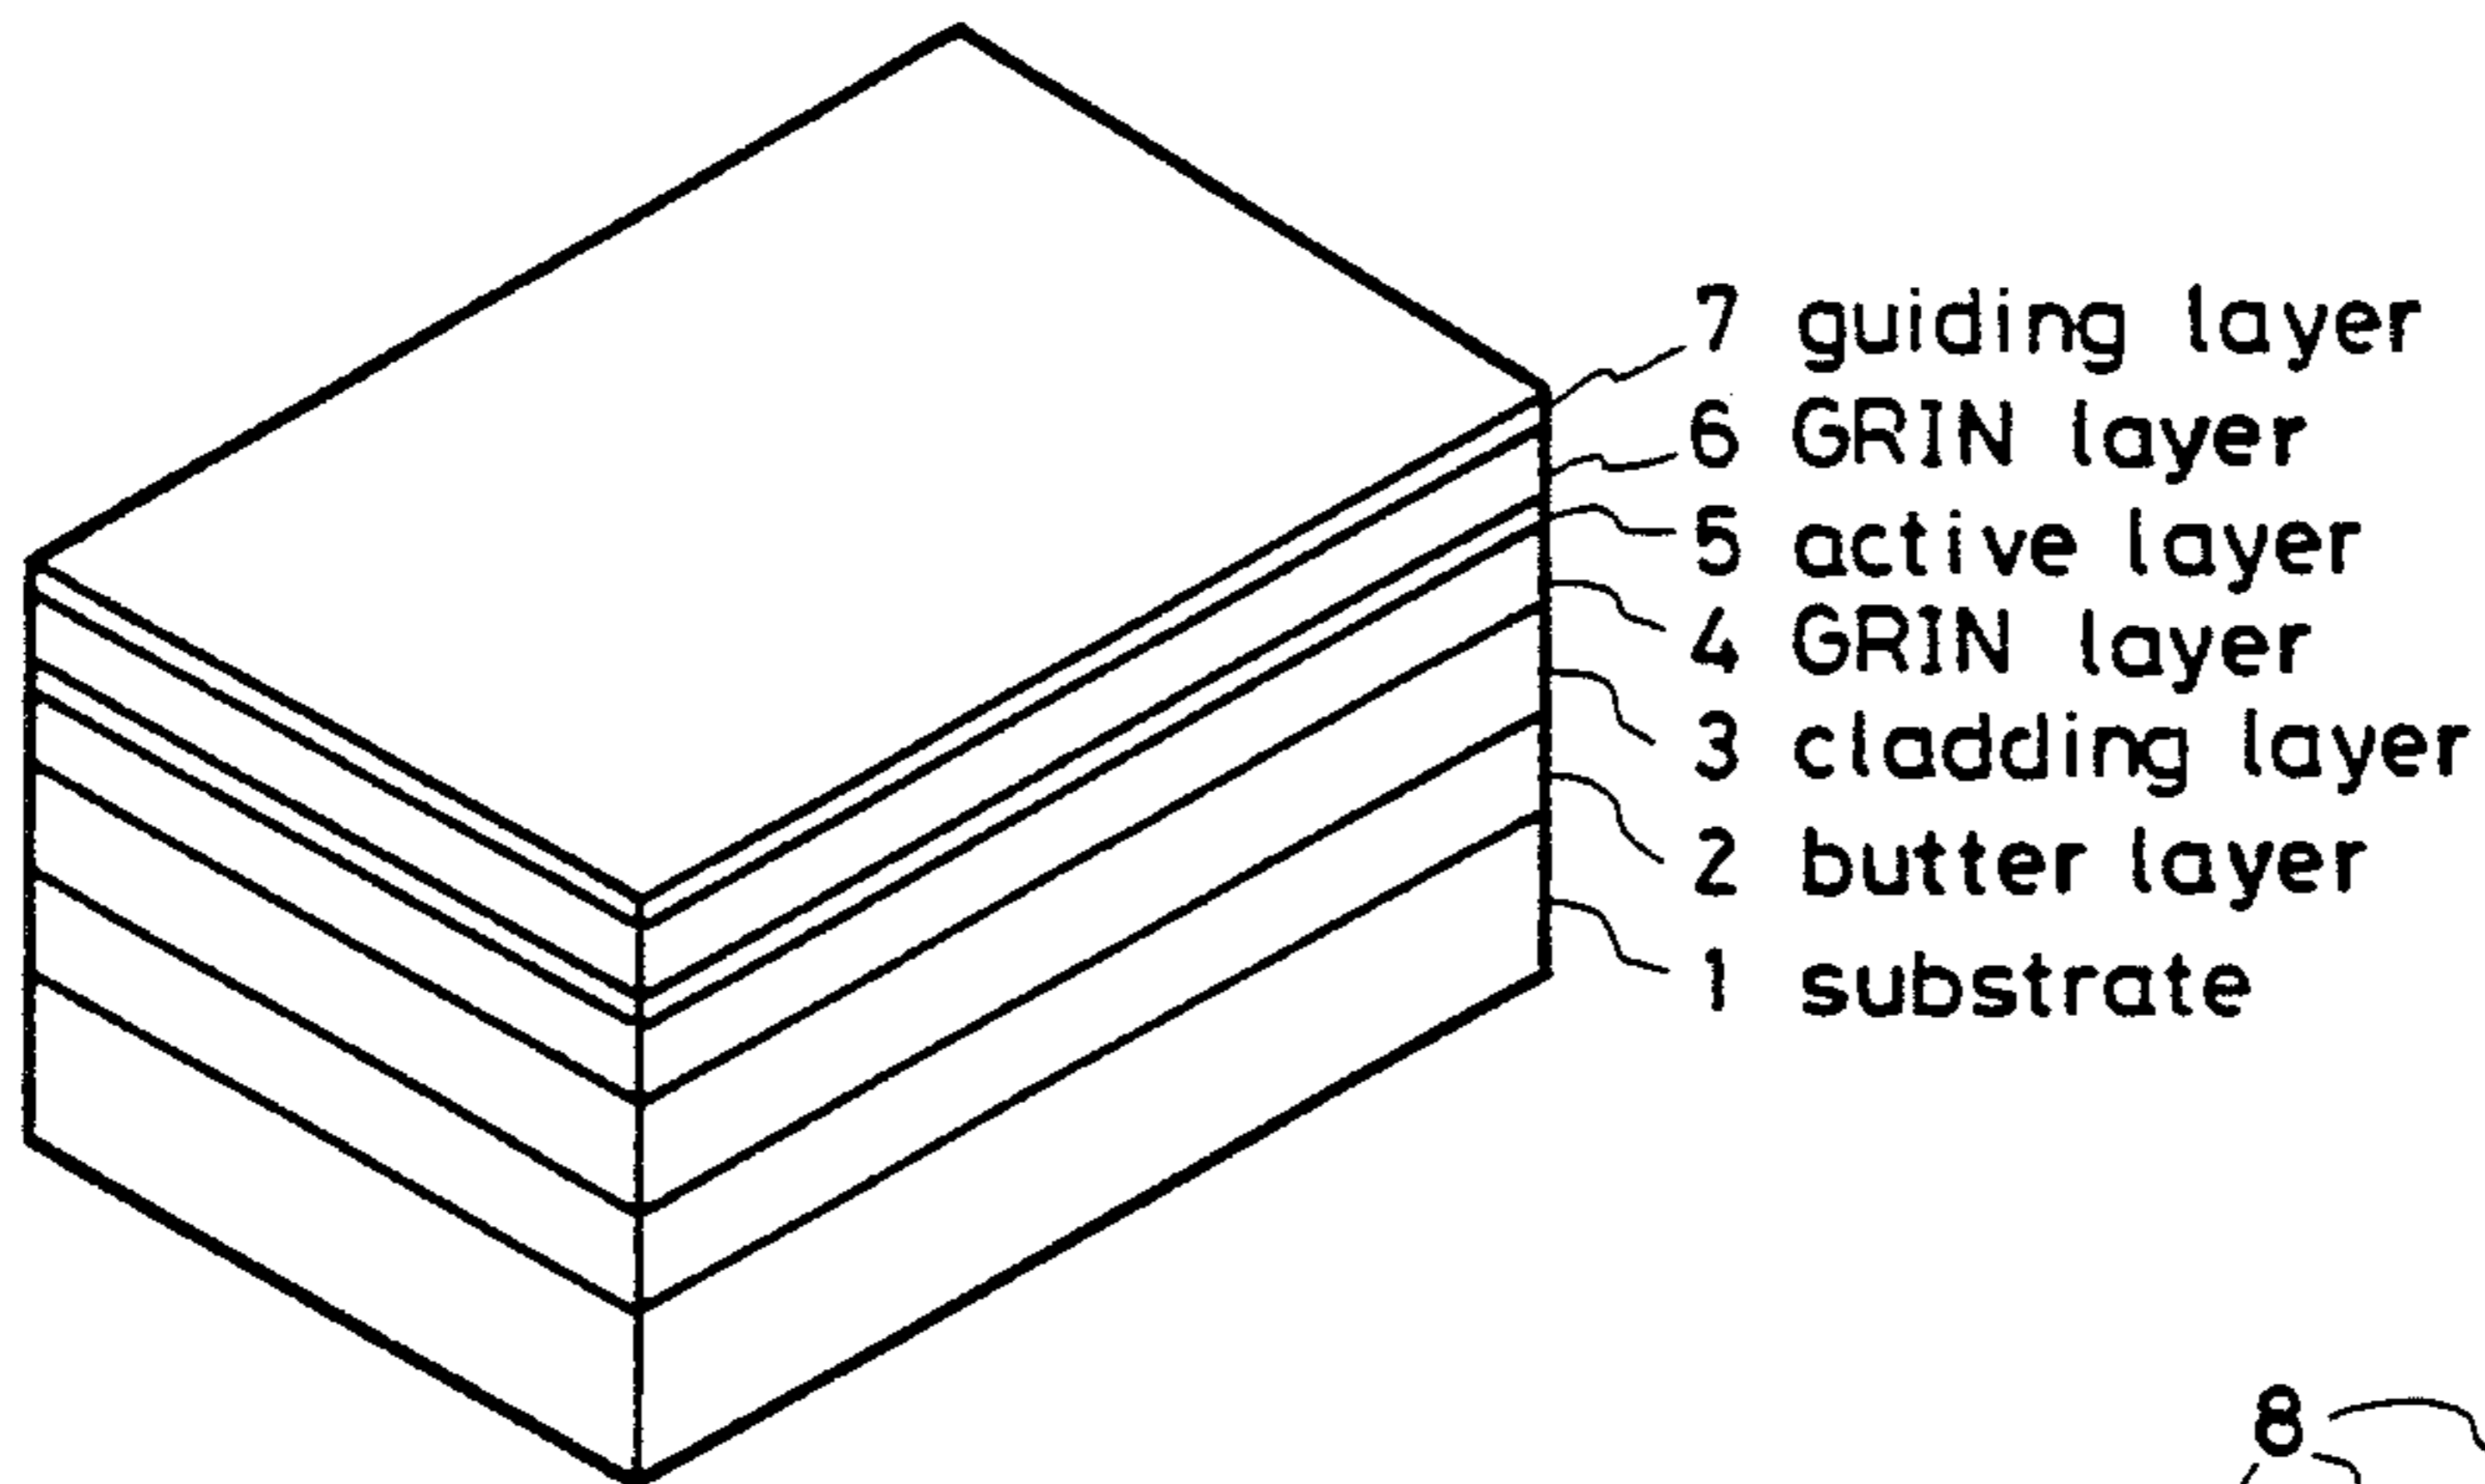 7 guiding layer
6 GRIN layer
5 active layer
4 GRIN layer
3 cladding layer
2 butter layer
1 substrate
8